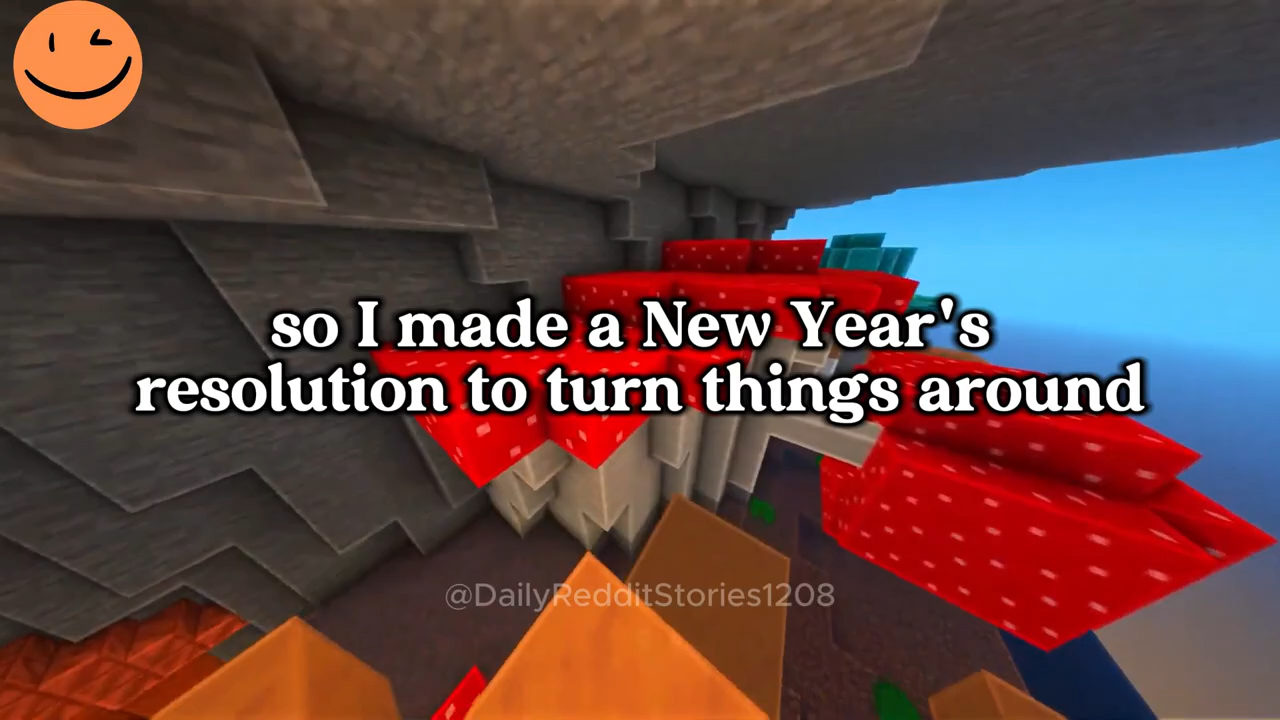 so I made a New Year's
resolution to turn things around
@DailyRedditStories1208